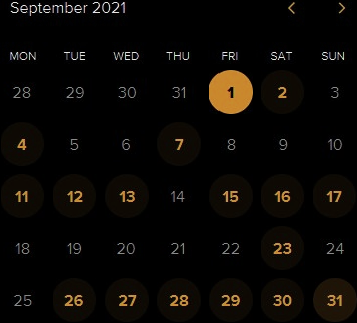 September 2021
MON TUE WED THU FRI SAT SUN
28 29 30 31 1 2 3
4 5 6 7 8 9 10
11 12 13 14 15 16 17
18 19 20 21 22 23 24
25 26 27 28 29 30 31